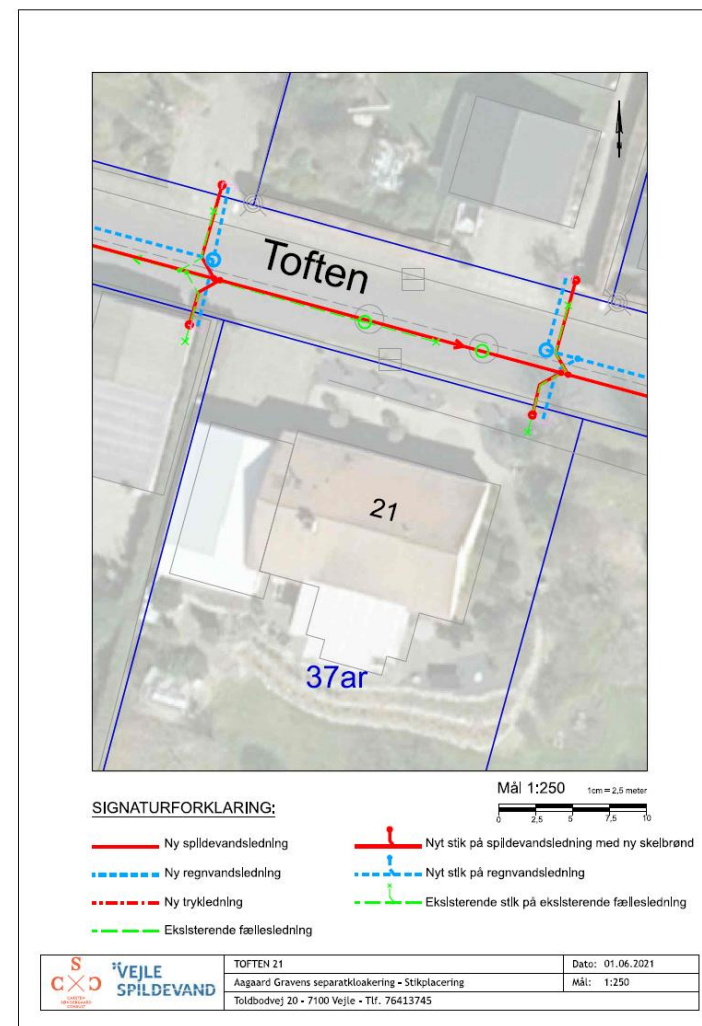 Toften
21
37ar
Mål 1:250 1cm = 2,5 meter
0 2,5 5 7,5 10
SIGNATURFORKLARING:
Ny spildevandsledning
Nyt stik på spildevandsledning med ny skelbrønd
Ny regnvandsledning
Nyt stik på regnvandsledning
Ny trykledning
Eksisterende stik på eksisterende fællesledning
Eksisterende fællesledning
S
C C
VEJLE
SPILDEVAND
TOFTEN 21
Dato: 01.06.2021
Aagaard Gravens separatkloakering - Stikplacering
Mål: 1:250
Toldbodvej 20 - 7100 Vejle - Tlf. 76413745